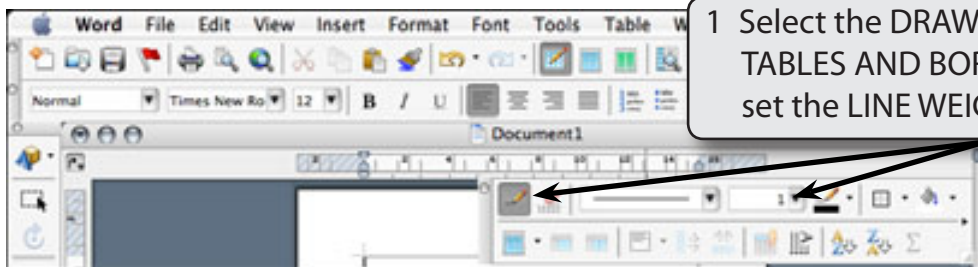 Word File Edit View Insert Format Font Tools Table W
1 Select the DRAW
TABLES AND BOR
set the LINE WEIG
Normal Times New Ro 12 B I U
Document1
1